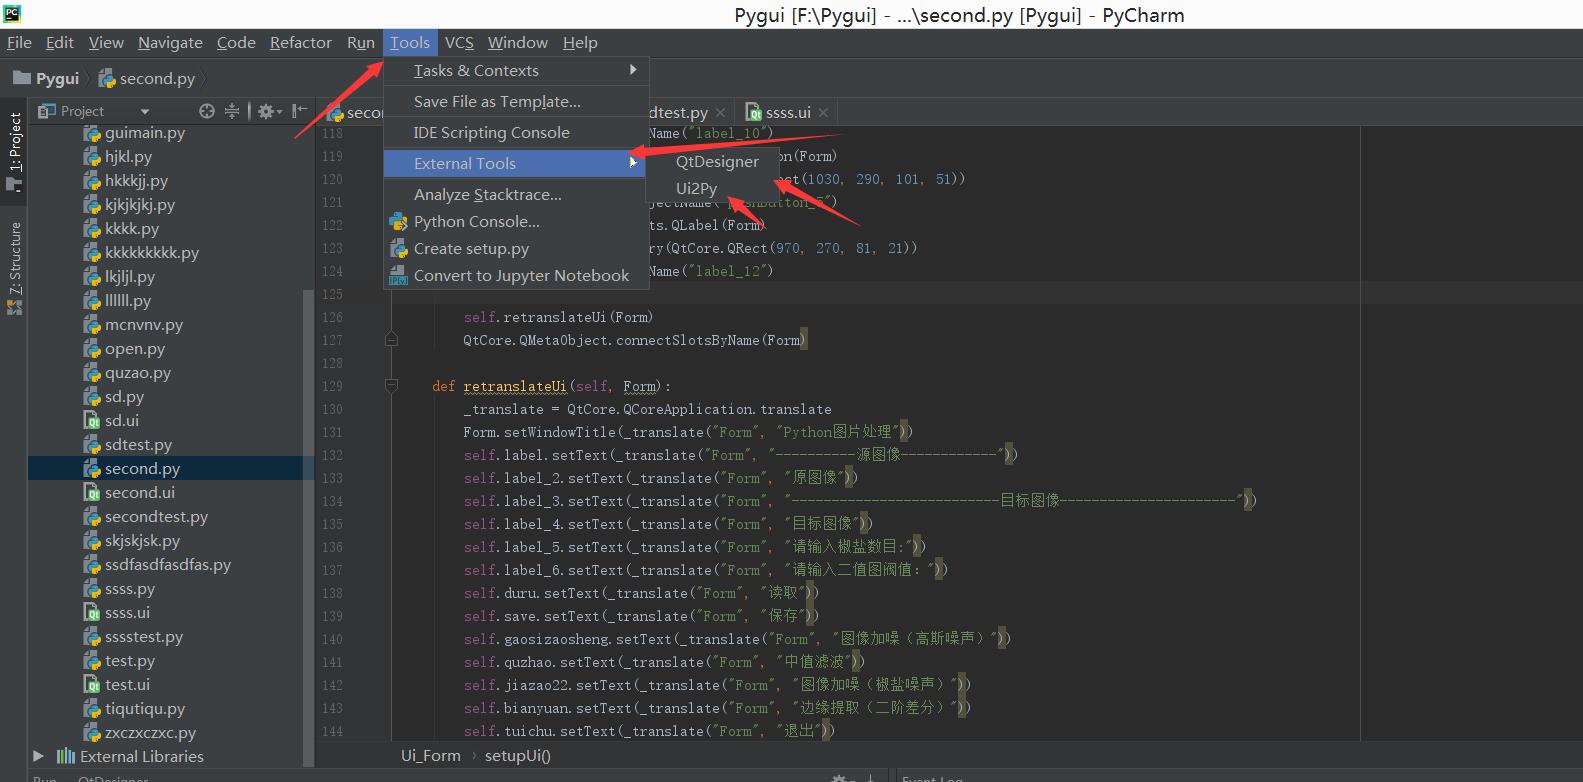 Pygui [F:\Pygui] - ...\second.py [Pygui] - PyCharm
File Edit View Navigate Code Refactor Run Tools VCS Window Help
Pygui second.py
Project
1: Project
7: Structure
guimain.py
hjkl.py
hkkkjj.py
kjkjkjkj.py
kkkk.py
kkkkkkkkkk.py
lkjljl.py
llllll.py
mcnvnv.py
open.py
quzao.py
sd.py
sd.ui
sdtest.py
second.py
second.ui
secondtest.py
skjskjsk.py
ssdfasdfasdfas.py
ssss.py
ssss.ui
sssstest.py
test.py
test.ui
tiqutiqu.py
zxczxczxc.py
External Libraries
Tasks & Contexts
Save File as Template...
IDE Scripting Console
External Tools
Analyze Stacktrace...
Python Console...
Create setup.py
Convert to Jupyter Notebook
QtDesigner
Ui2Py
secon dtest.py ssss.ui
118 Name("label_10")
119 on(Form)
120 ect(1030, 290, 101, 51))
121
122 ts.QLabel(Form)
123 ry(QtCore.QRect(970, 270, 81, 21))
124 Name("label_12")
125
126 self.retranslateUi(Form)
127 QtCore.QMetaObject.connectSlotsByName(Form)
128
129 def retranslateUi(self, Form):
130 _translate = QtCore.QCoreApplication.translate
131 Form.setWindowTitle(_translate("Form", "Python图片处理"))
132 self.label.setText(_translate("Form", "----------源图像------------"))
133 self.label_2.setText(_translate("Form", "原图像"))
134 self.label_3.setText(_translate("Form", "--------------------------目标图像----------------------"))
135 self.label_4.setText(_translate("Form", "目标图像"))
136 self.label_5.setText(_translate("Form", "请输入椒盐数目:"))
137 self.label_6.setText(_translate("Form", "请输入二值图阀值："))
138 self.duru.setText(_translate("Form", "读取"))
139 self.save.setText(_translate("Form", "保存"))
140 self.gaosizaosheng.setText(_translate("Form", "图像加噪（高斯噪声）"))
141 self.quzhao.setText(_translate("Form", "中值滤波"))
142 self.jiazao22.setText(_translate("Form", "图像加噪（椒盐噪声）"))
143 self.bianyuan.setText(_translate("Form", "边缘提取（二阶差分）"))
144 self.tuichu.setText(_translate("Form", "退出"))
Ui_Form setupUi()
Run QtDesigner Event Log